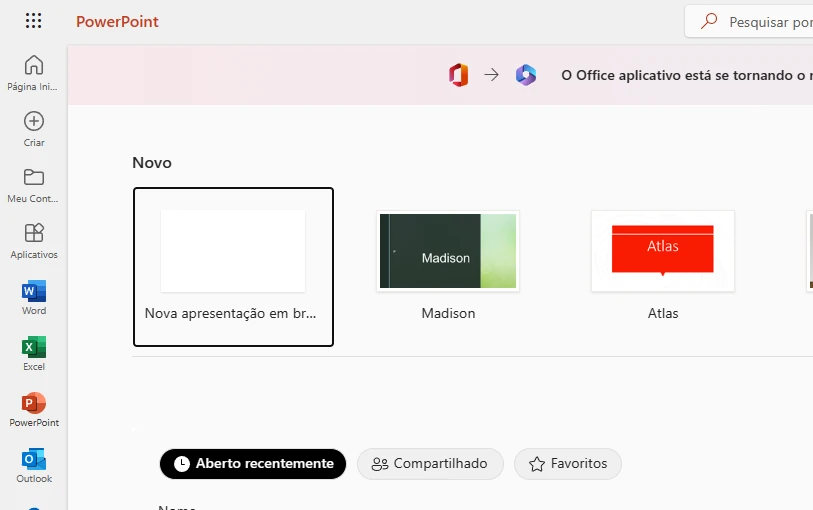 PowerPoint
Pesquisar por
Página Ini...
O Office aplicativo está se tornando o
Criar
Novo
Meu Cont...
Aplicativos
Madison
Atlas
Word
Nova apresentação em br...
Madison
Atlas
Excel
PowerPoint
Aberto recentemente
Compartilhado
Favoritos
Outlook
Nome